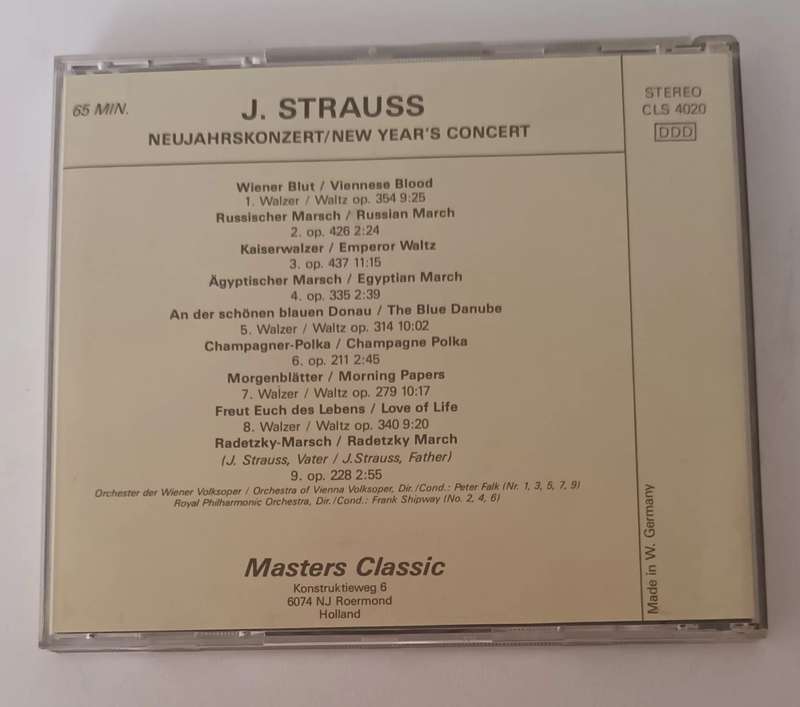 65 MIN.
J. STRAUSS
NEUJAHRSKONZERT/NEW YEAR'S CONCERT
STEREO
CLS 4020
DDD
Wiener Blut / Viennese Blood
1. Walzer / Waltz op. 354 9:25
Russischer Marsch / Russian March
2. op. 426 2:24
Kaiserwalzer / Emperor Waltz
3. op. 437 11:15
Ägyptischer Marsch / Egyptian March
4. op. 335 2:39
An der schönen blauen Donau / The Blue Danube
5. Walzer / Waltz op. 314 10:02
Champagner-Polka / Champagne Polka
6. op. 211 2:45
Morgenblätter / Morning Papers
7. Walzer / Waltz op. 279 10:17
Freut Euch des Lebens / Love of Life
8. Walzer / Waltz op. 340 9:20
Radetzky-Marsch / Radetzky March
(J. Strauss, Vater / J.Strauss, Father)
9. op. 228 2:55
Orchester der Wiener Volksoper / Orchestra of Vienna Volksoper, Dir./Cond.: Peter Falk (Nr. 1, 3, 5, 7, 9)
Royal Philharmonic Orchestra, Dir./Cond.: Frank Shipway (No. 2, 4, 6)
Masters Classic
Konstruktieweg 6
6074 NJ Roermond
Holland
Made in W. Germany